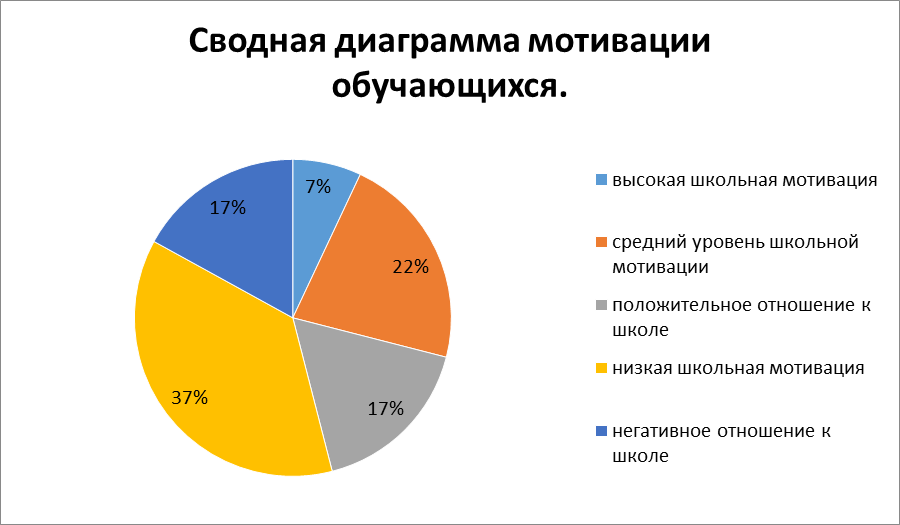 Сводная диаграмма мотивации
обучающихся.
7%
22%
17%
37%
17%
высокая школьная мотивация
средний уровень школьной
мотивации
положительное отношение к
школе
низкая школьная мотивация
негативное отношение к
школе